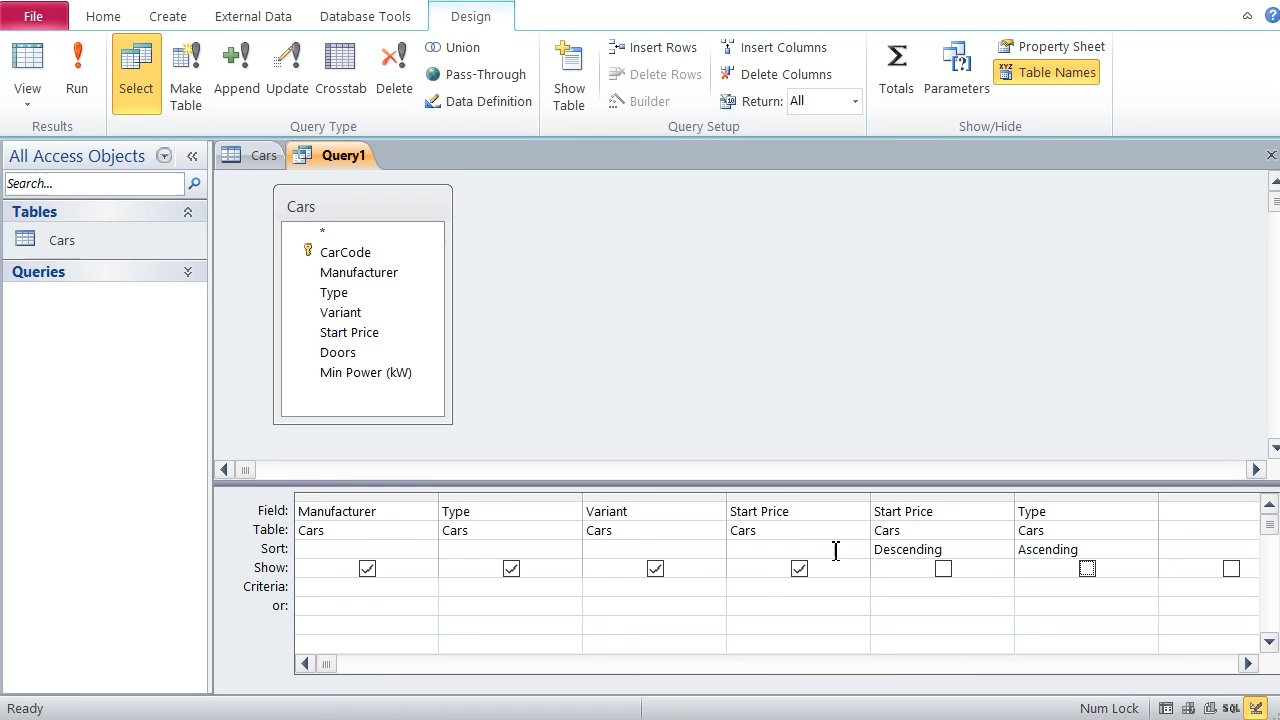 File Home Create External Data Database Tools Design
View Run Select Make Table Append Update Crosstab Delete
Union
Pass-Through
Data Definition
Show Table
Insert Rows
Delete Rows
Builder
Insert Columns
Delete Columns
Return: All
Totals Parameters
Property Sheet
XYZ Table Names
Results Query Type Query Setup Show/Hide
All Access Objects
Search...
Tables
Cars
Queries
Cars Query1
Cars
*
CarCode
Manufacturer
Type
Variant
Start Price
Doors
Min Power (kW)
Field: Manufacturer Type Variant Start Price Start Price Type
Table: Cars Cars Cars Cars Cars Cars
Sort: Descending Ascending
Show:
Criteria:
or:
Ready Num Lock SQL